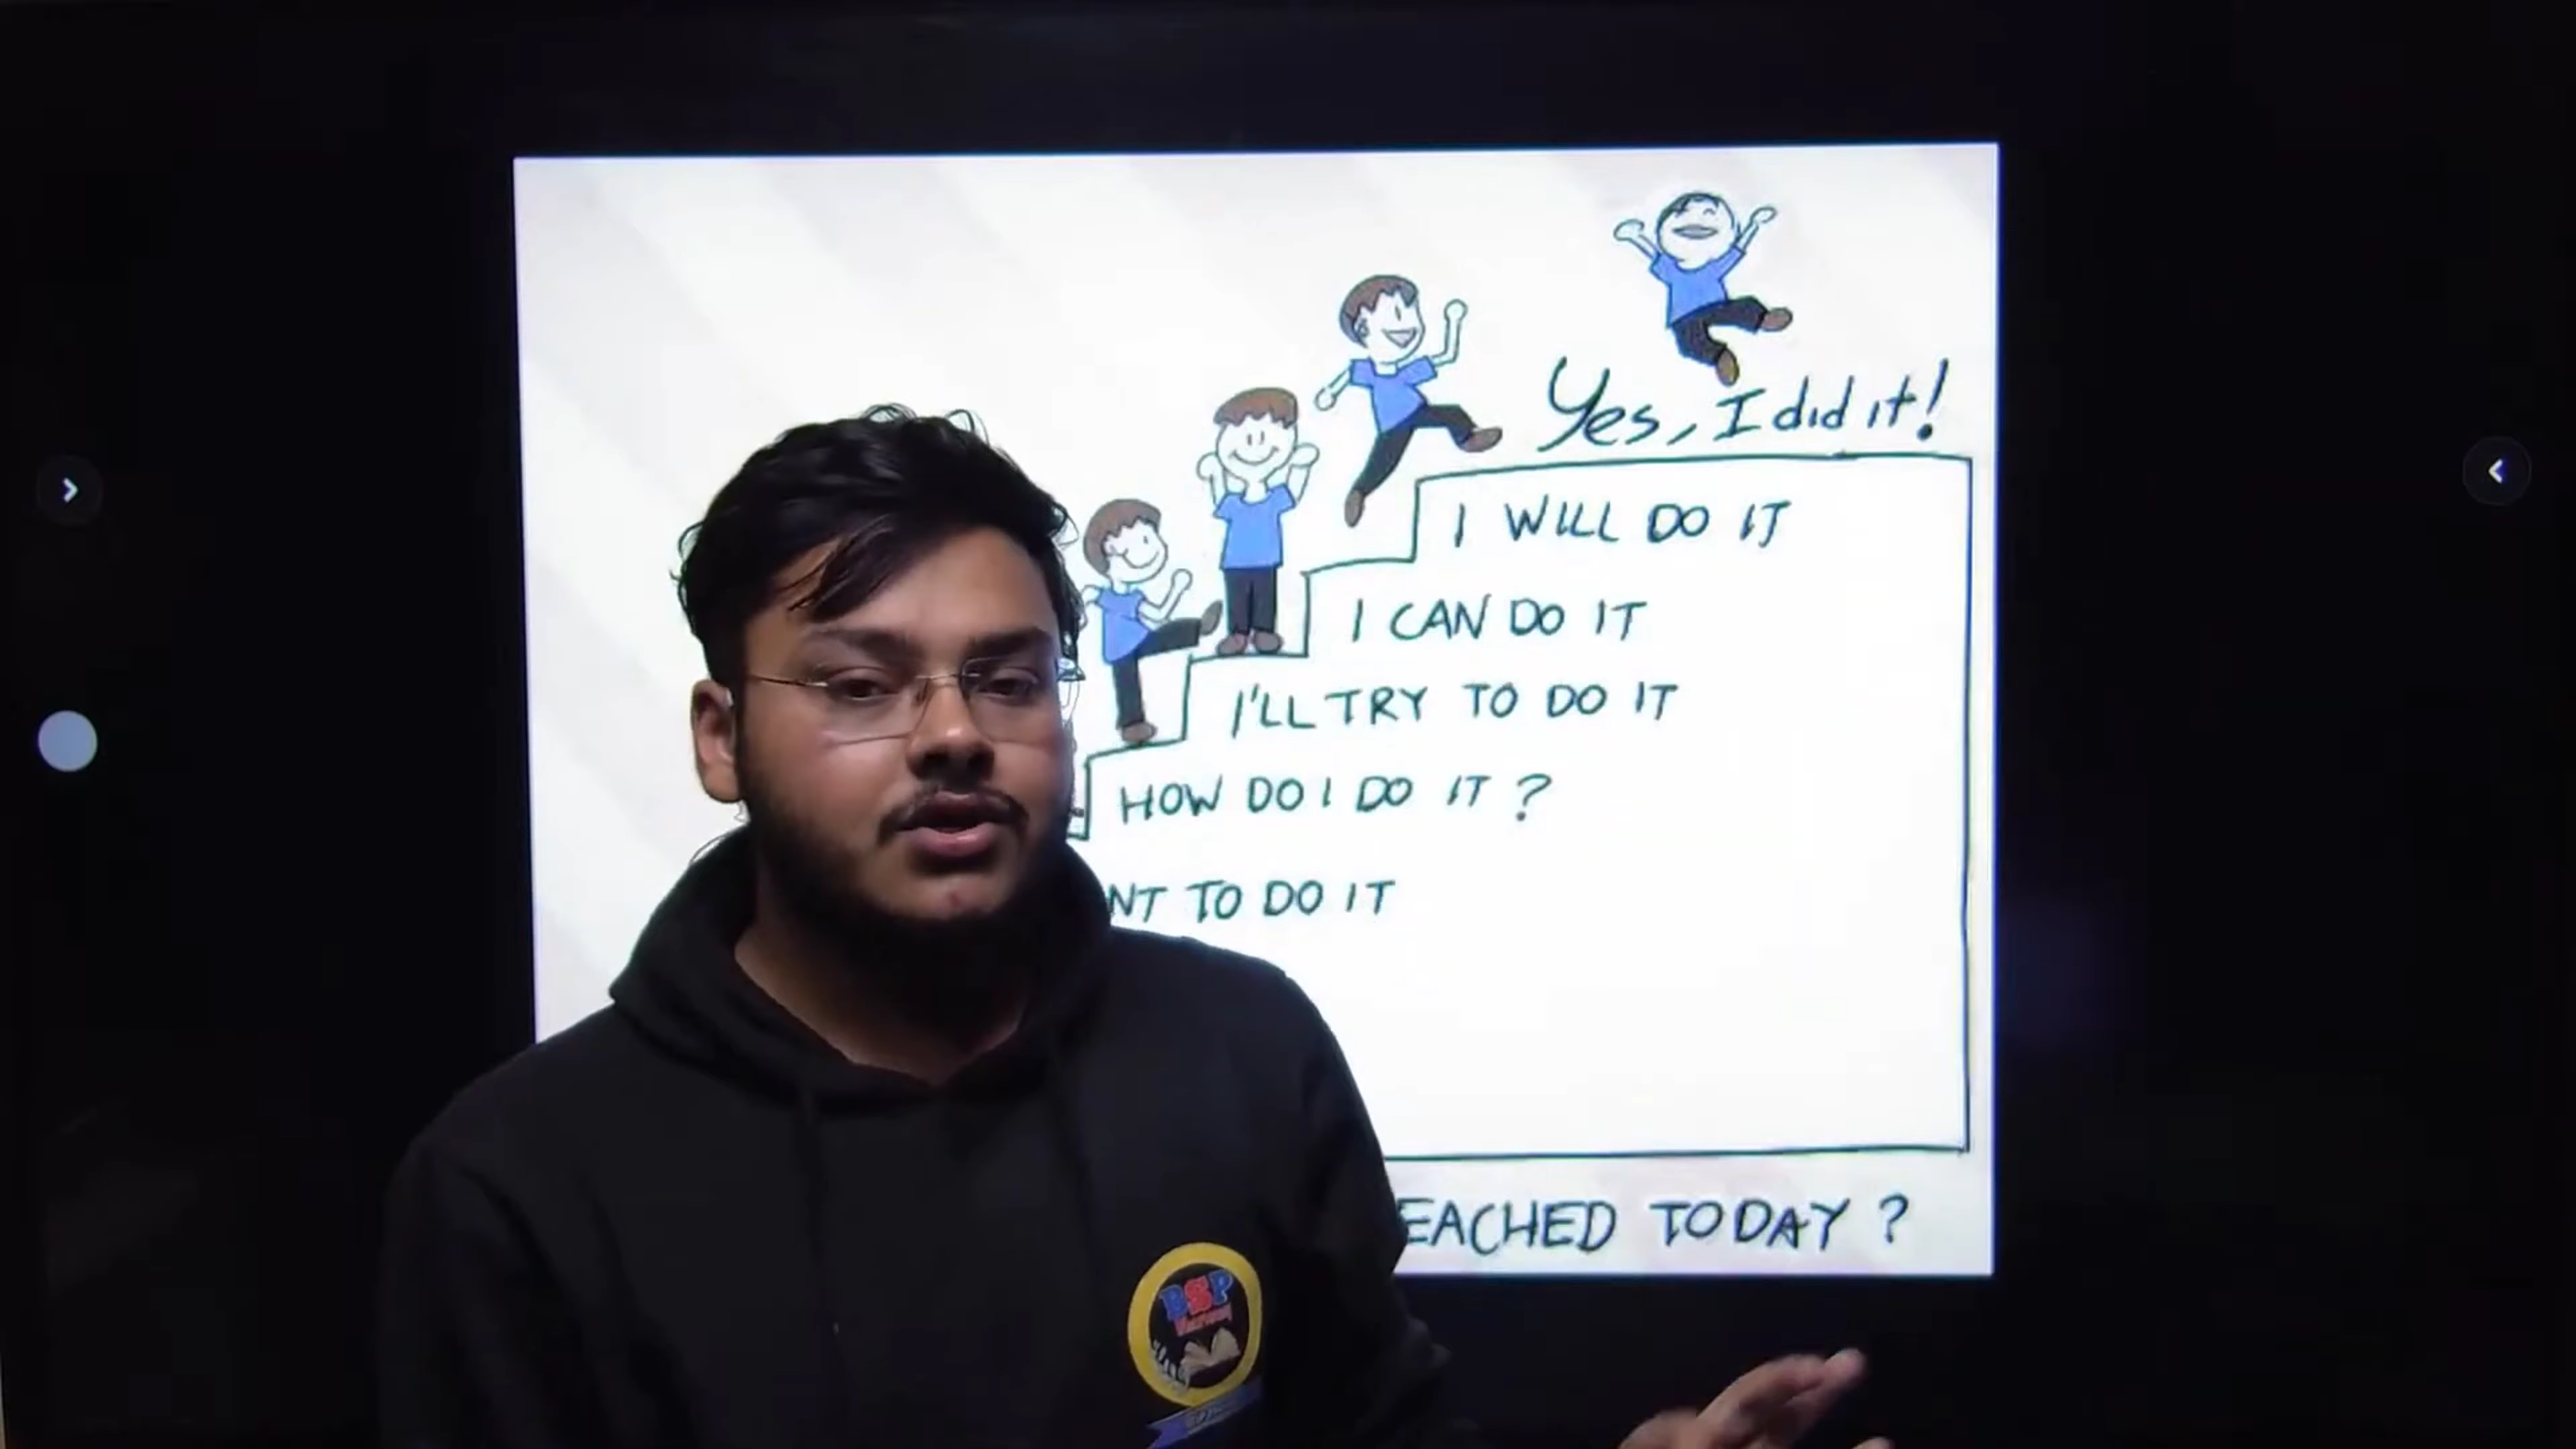 Yes, I did it!
I WILL DO IT
I CAN DO IT
I'LL TRY TO DO IT
HOW DO I DO IT ?
NT TO DO IT
EACHED TODAY ?
BSP